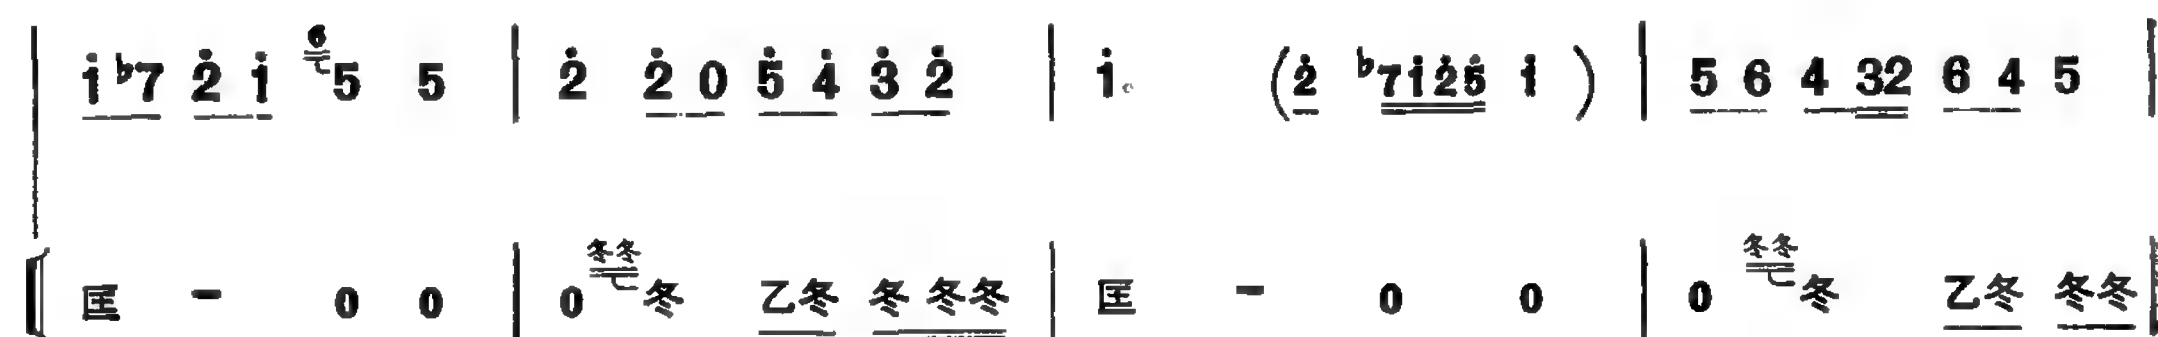 i̇ ♭7 2̇ i̇ 6 5 5 | 2̇ 2̇ 0 5̇ 4̇ 3̇ 2̇ | i̇. (2̇ ♭7 i̇ 2̇ 5̇ i̇) | 5 6 4 32 6 4 5 |
匡 - 0 0 | 0 冬冬 冬 乙冬 冬 冬冬 | 匡 - 0 0 | 0 冬冬 冬 乙冬 冬冬 |